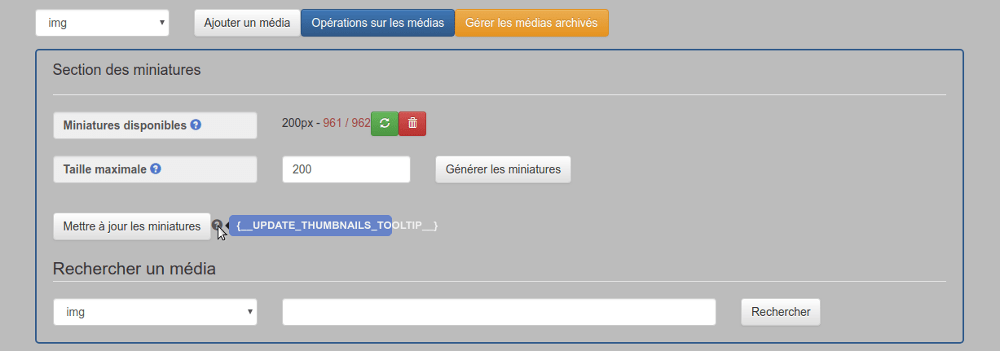 img Ajouter un média Opérations sur les médias Gérer les médias archivés
Section des miniatures
Miniatures disponibles ? 200px - 961 / 962
Taille maximale ? 200 Générer les miniatures
Mettre à jour les miniatures ? {__UPDATE_THUMBNAILS_TOOLTIP__}
Rechercher un média
img Rechercher